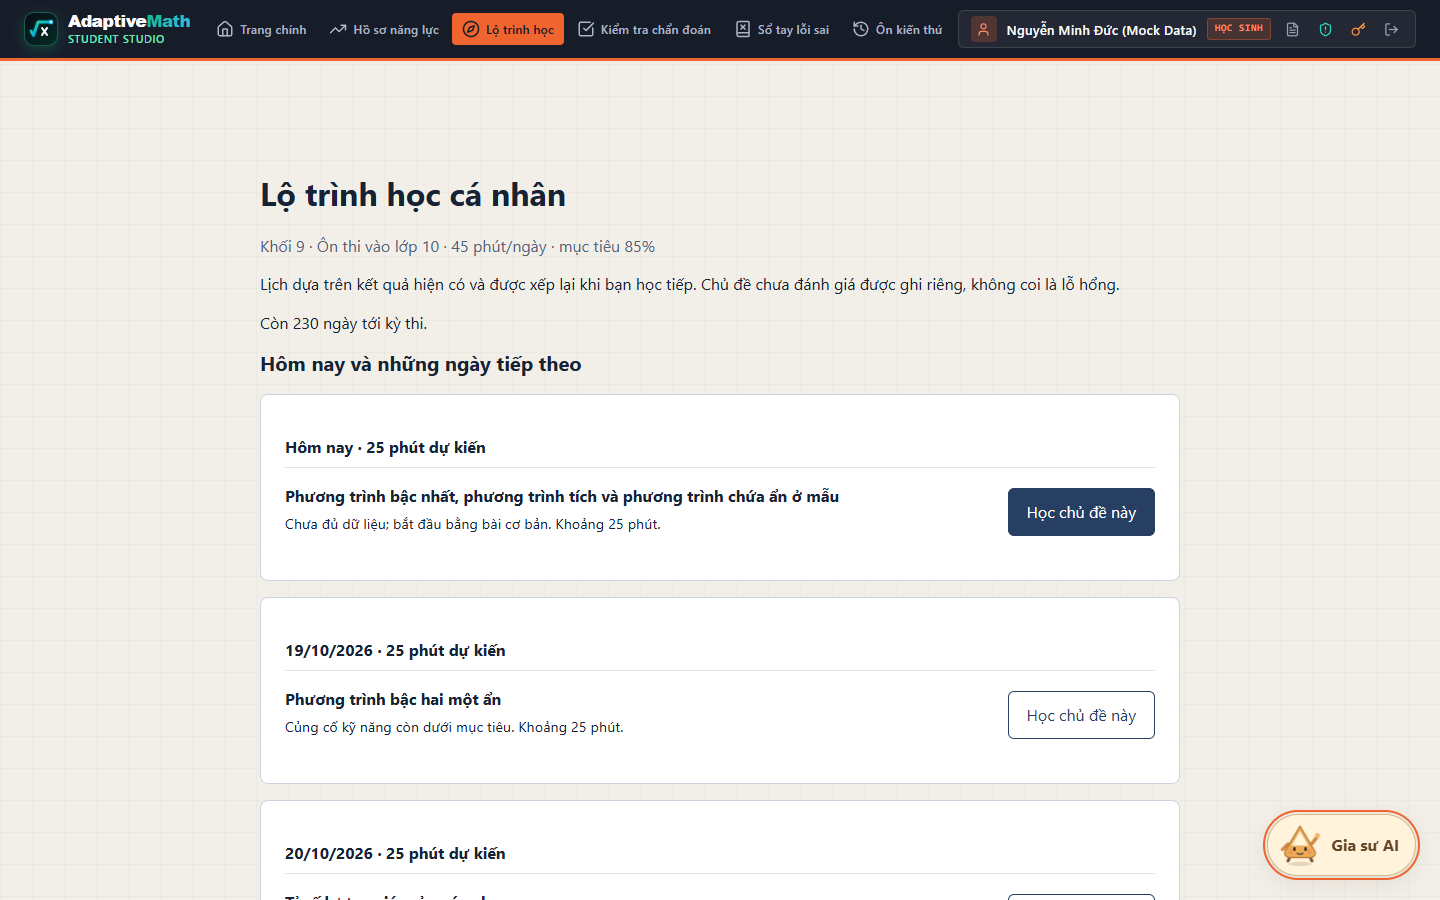 AdaptiveMath
STUDENT STUDIO
Trang chính
Hồ sơ năng lực
Lộ trình học
Kiểm tra chẩn đoán
Sổ tay lỗi sai
Ôn kiến thứ
Nguyễn Minh Đức (Mock Data)
HỌC SINH
Lộ trình học cá nhân
Khối 9 · Ôn thi vào lớp 10 · 45 phút/ngày · mục tiêu 85%
Lịch dựa trên kết quả hiện có và được xếp lại khi bạn học tiếp. Chủ đề chưa đánh giá được ghi riêng, không coi là lỗ hổng.
Còn 230 ngày tới kỳ thi.
Hôm nay và những ngày tiếp theo
Hôm nay · 25 phút dự kiến
Phương trình bậc nhất, phương trình tích và phương trình chứa ẩn ở mẫu
Chưa đủ dữ liệu; bắt đầu bằng bài cơ bản. Khoảng 25 phút.
Học chủ đề này
19/10/2026 · 25 phút dự kiến
Phương trình bậc hai một ẩn
Củng cố kỹ năng còn dưới mục tiêu. Khoảng 25 phút.
Học chủ đề này
20/10/2026 · 25 phút dự kiến
Gia sư AI